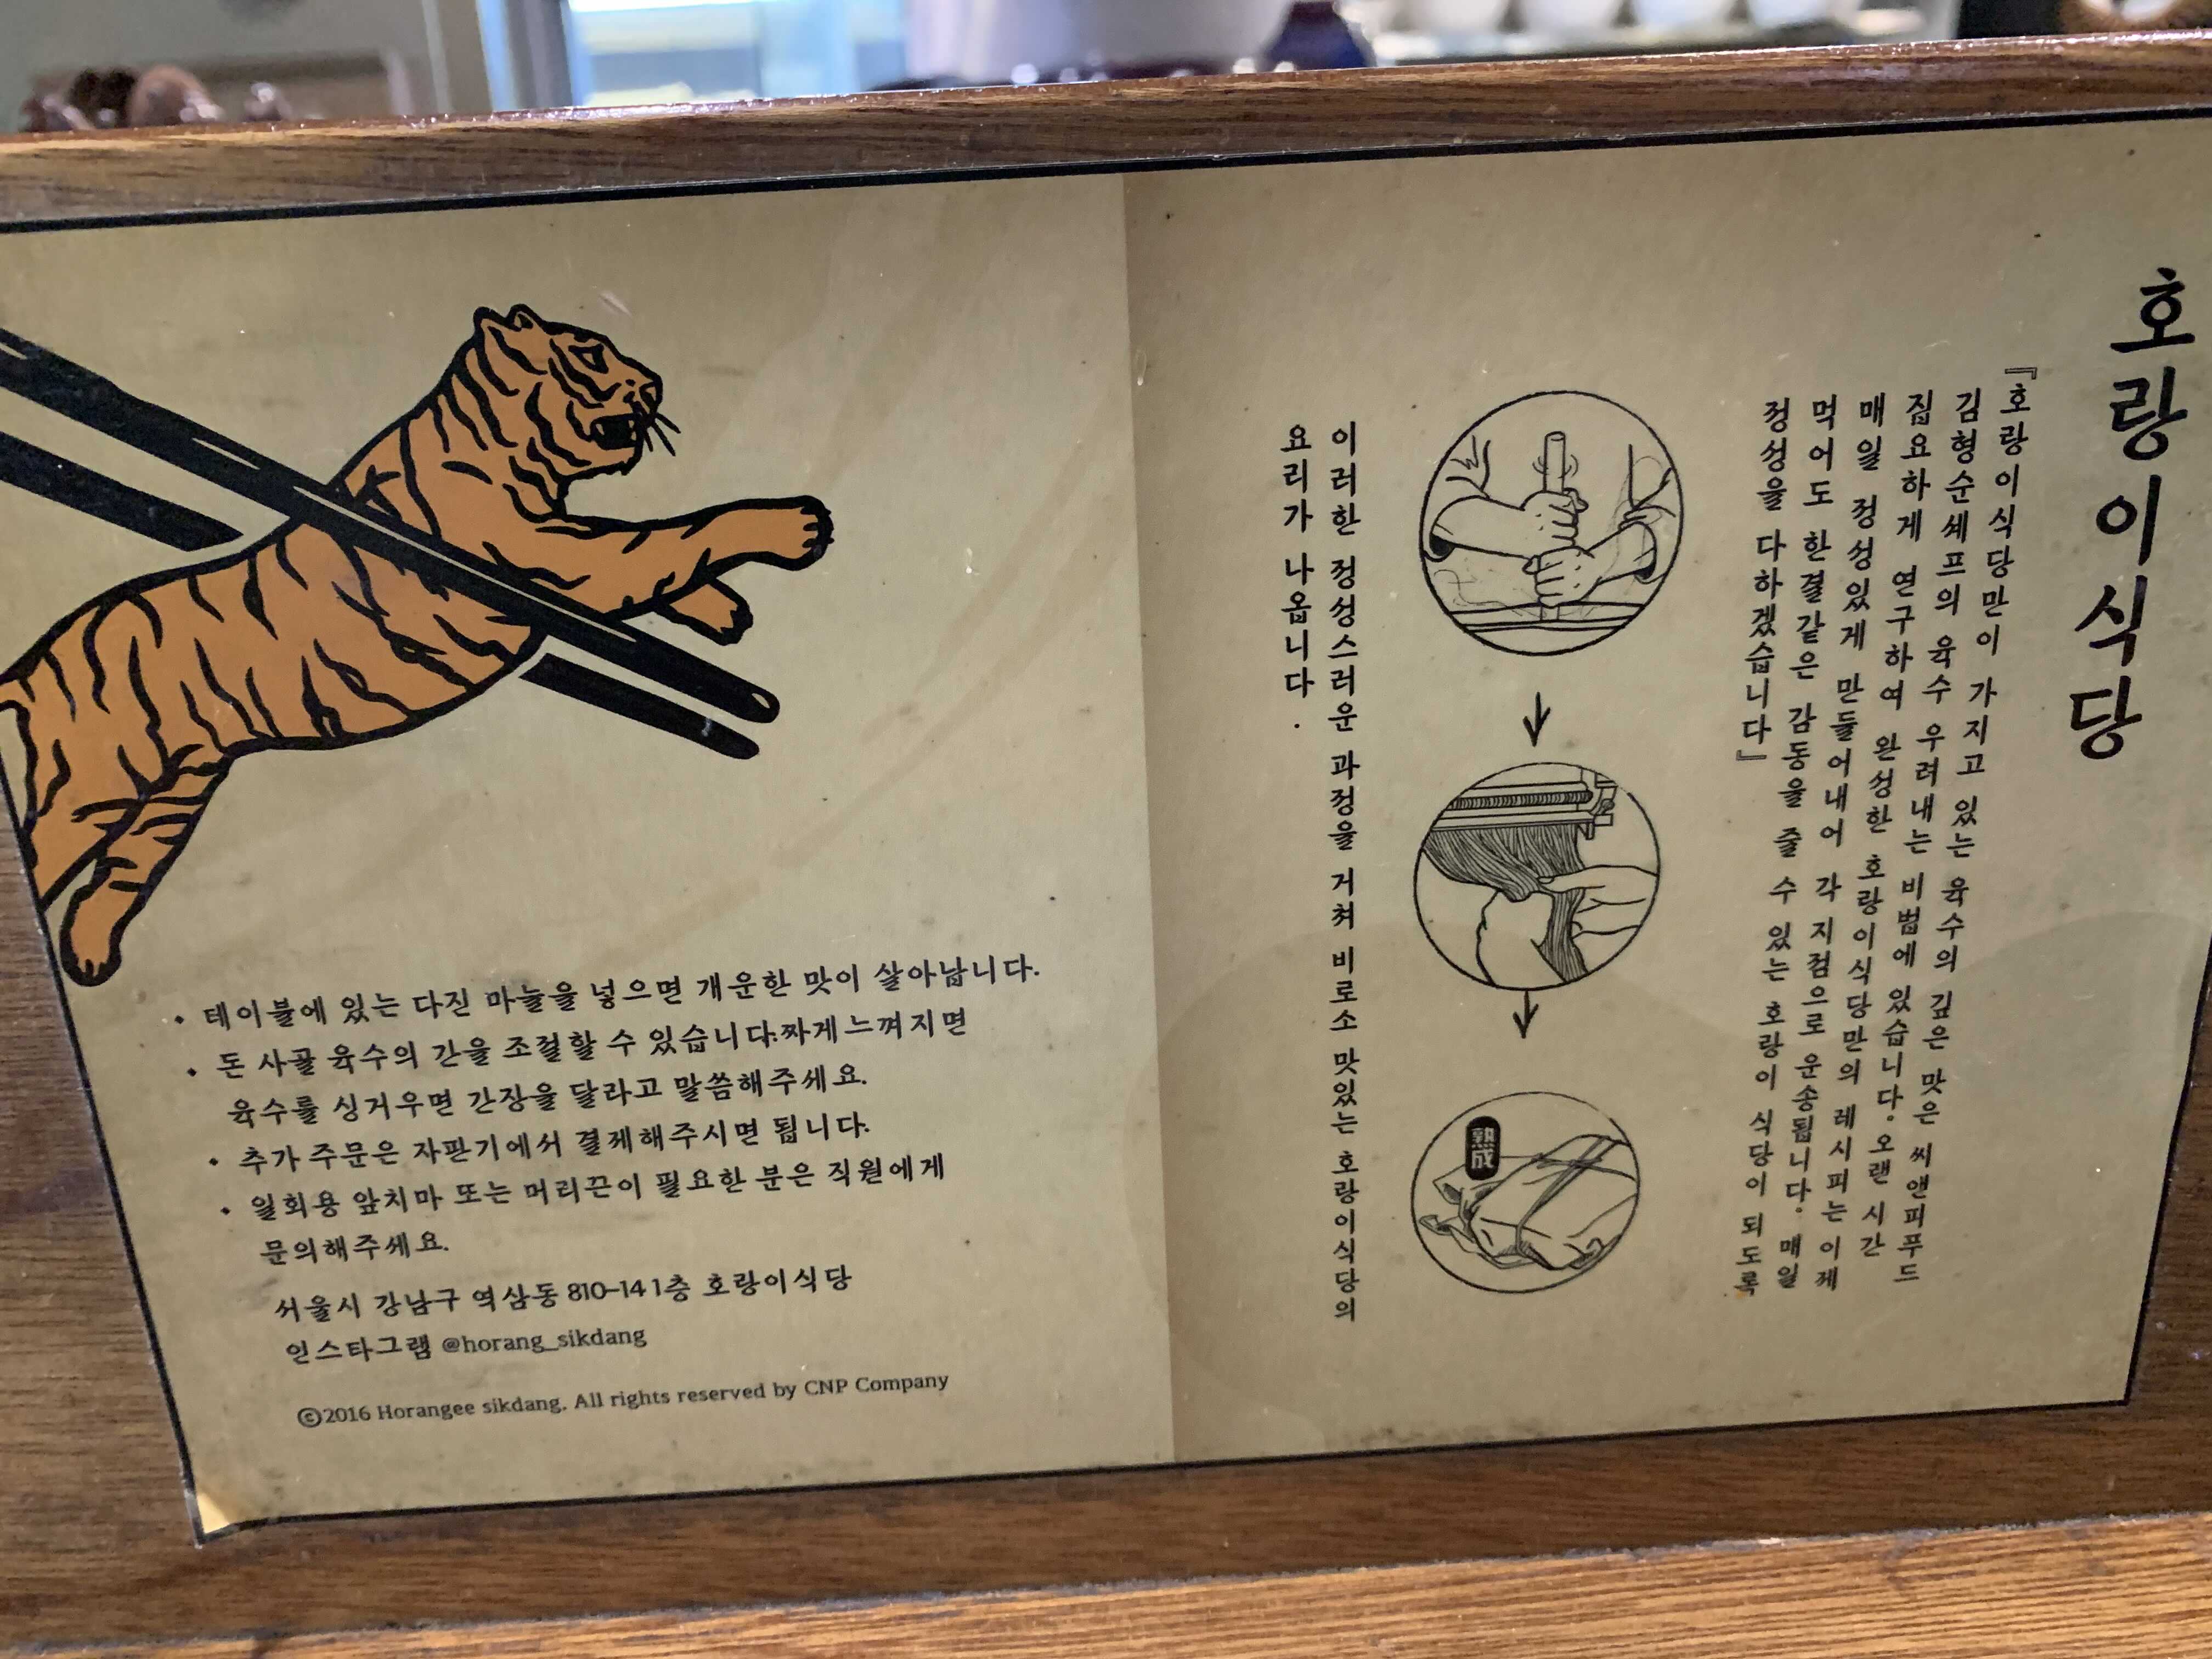 호랑이식당
『호랑이식당만이 가지고 있는 육수의 깊은 맛은 씨앤피푸드
김형순셰프의 육수 우려내는 비법에 있습니다. 오랜 시간
집요하게 연구하여 완성한 호랑이식당만의 레시피는 이제
매일 정성있게 만들어내어 각 지점으로 운송됩니다. 매일
먹어도 한결같은 감동을 줄 수 있는 호랑이 식당이 되도록
정성을 다하겠습니다』
熟成
이러한 정성스러운 과정을 거쳐 비로소 맛있는 호랑이식당의
요리가 나옵니다.
• 테이블에 있는 다진 마늘을 넣으면 개운한 맛이 살아납니다.
• 돈 사골 육수의 간을 조절할 수 있습니다.짜게느껴지면
육수를 싱거우면 간장을 달라고 말씀해주세요.
• 추가 주문은 자판기에서 결제해주시면 됩니다.
• 일회용 앞치마 또는 머리끈이 필요한 분은 직원에게
문의해주세요.
서울시 강남구 역삼동 810-14 1층 호랑이식당
인스타그램 @horang_sikdang
©2016 Horangee sikdang. All rights reserved by CNP Company